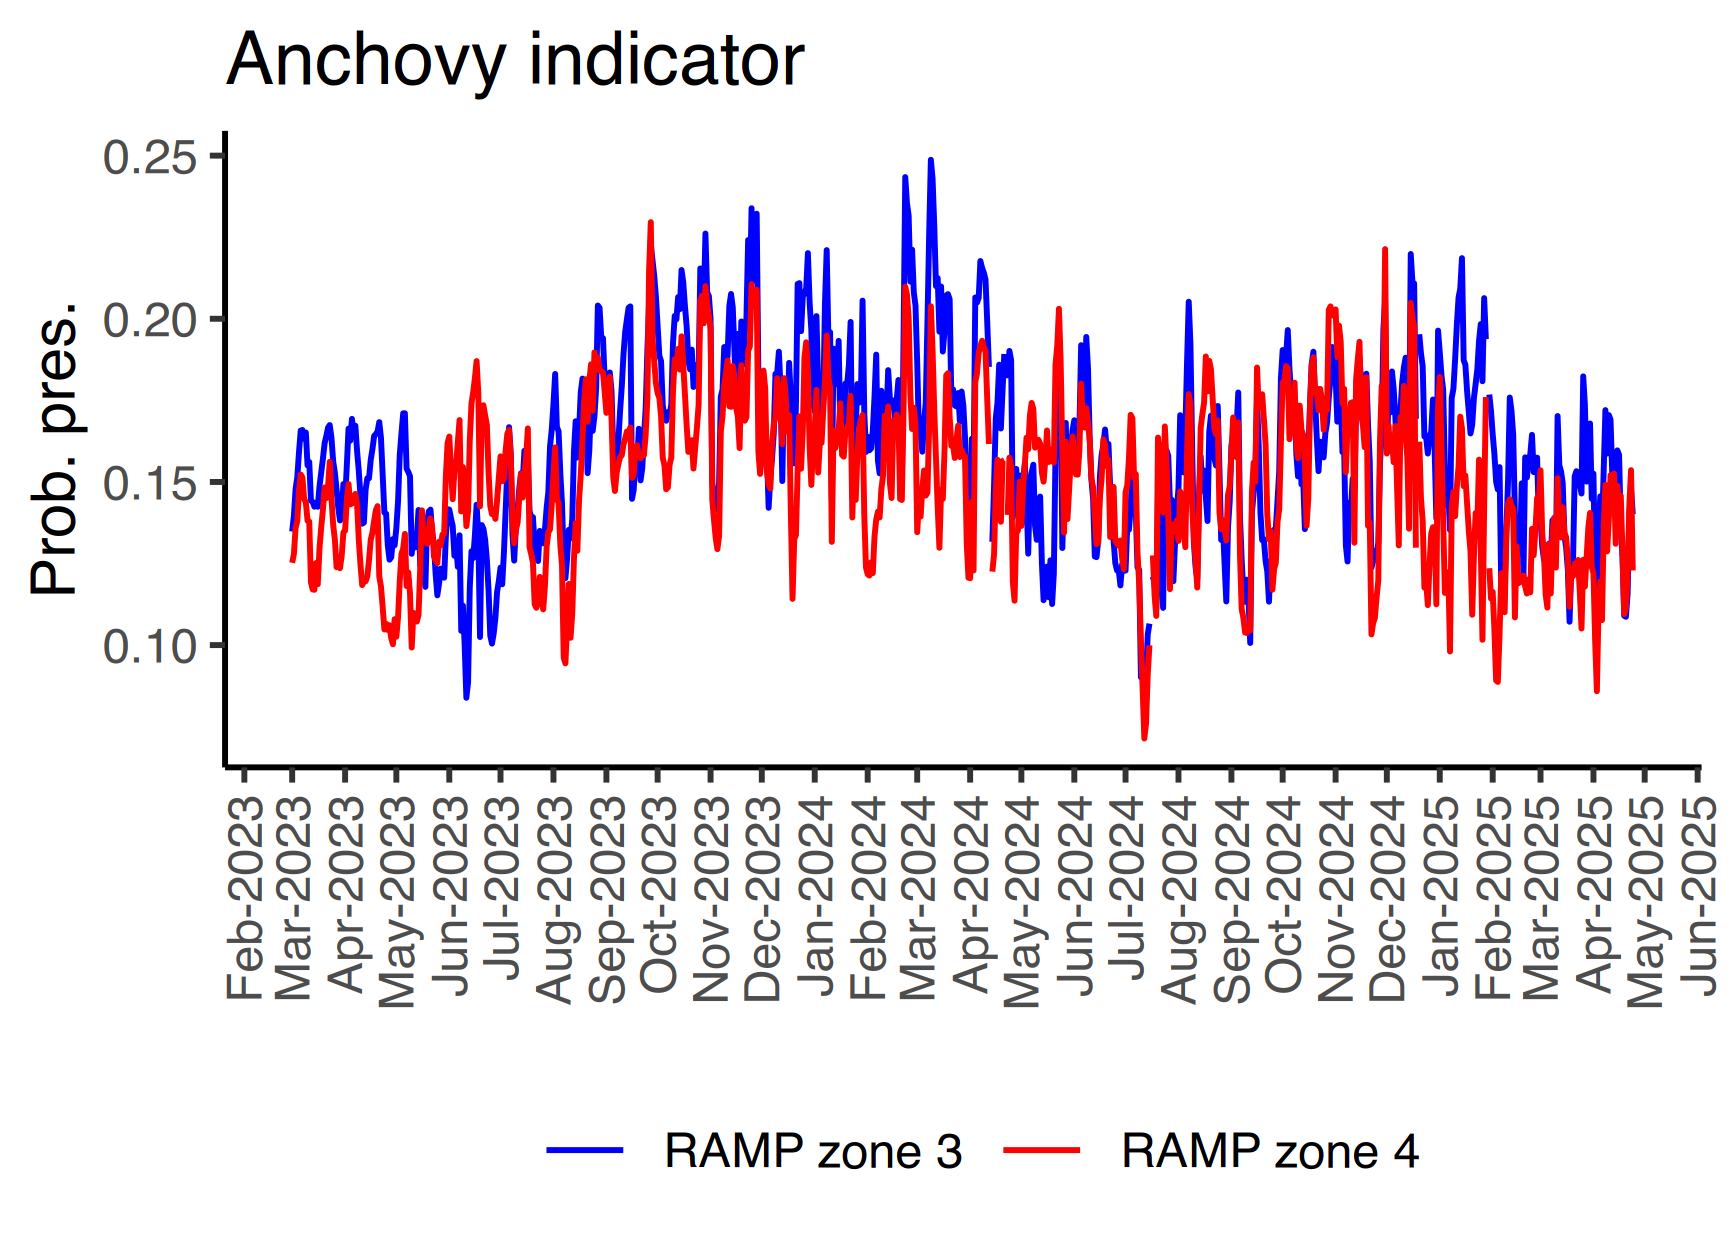 Anchovy indicator
Prob. pres.
0.25
0.20
0.15
0.10
Feb-2023
Mar-2023
Apr-2023
May-2023
Jun-2023
Jul-2023
Aug-2023
Sep-2023
Oct-2023
Nov-2023
Dec-2023
Jan-2024
Feb-2024
Mar-2024
Apr-2024
May-2024
Jun-2024
Jul-2024
Aug-2024
Sep-2024
Oct-2024
Nov-2024
Dec-2024
Jan-2025
Feb-2025
Mar-2025
Apr-2025
May-2025
Jun-2025
RAMP zone 3
RAMP zone 4